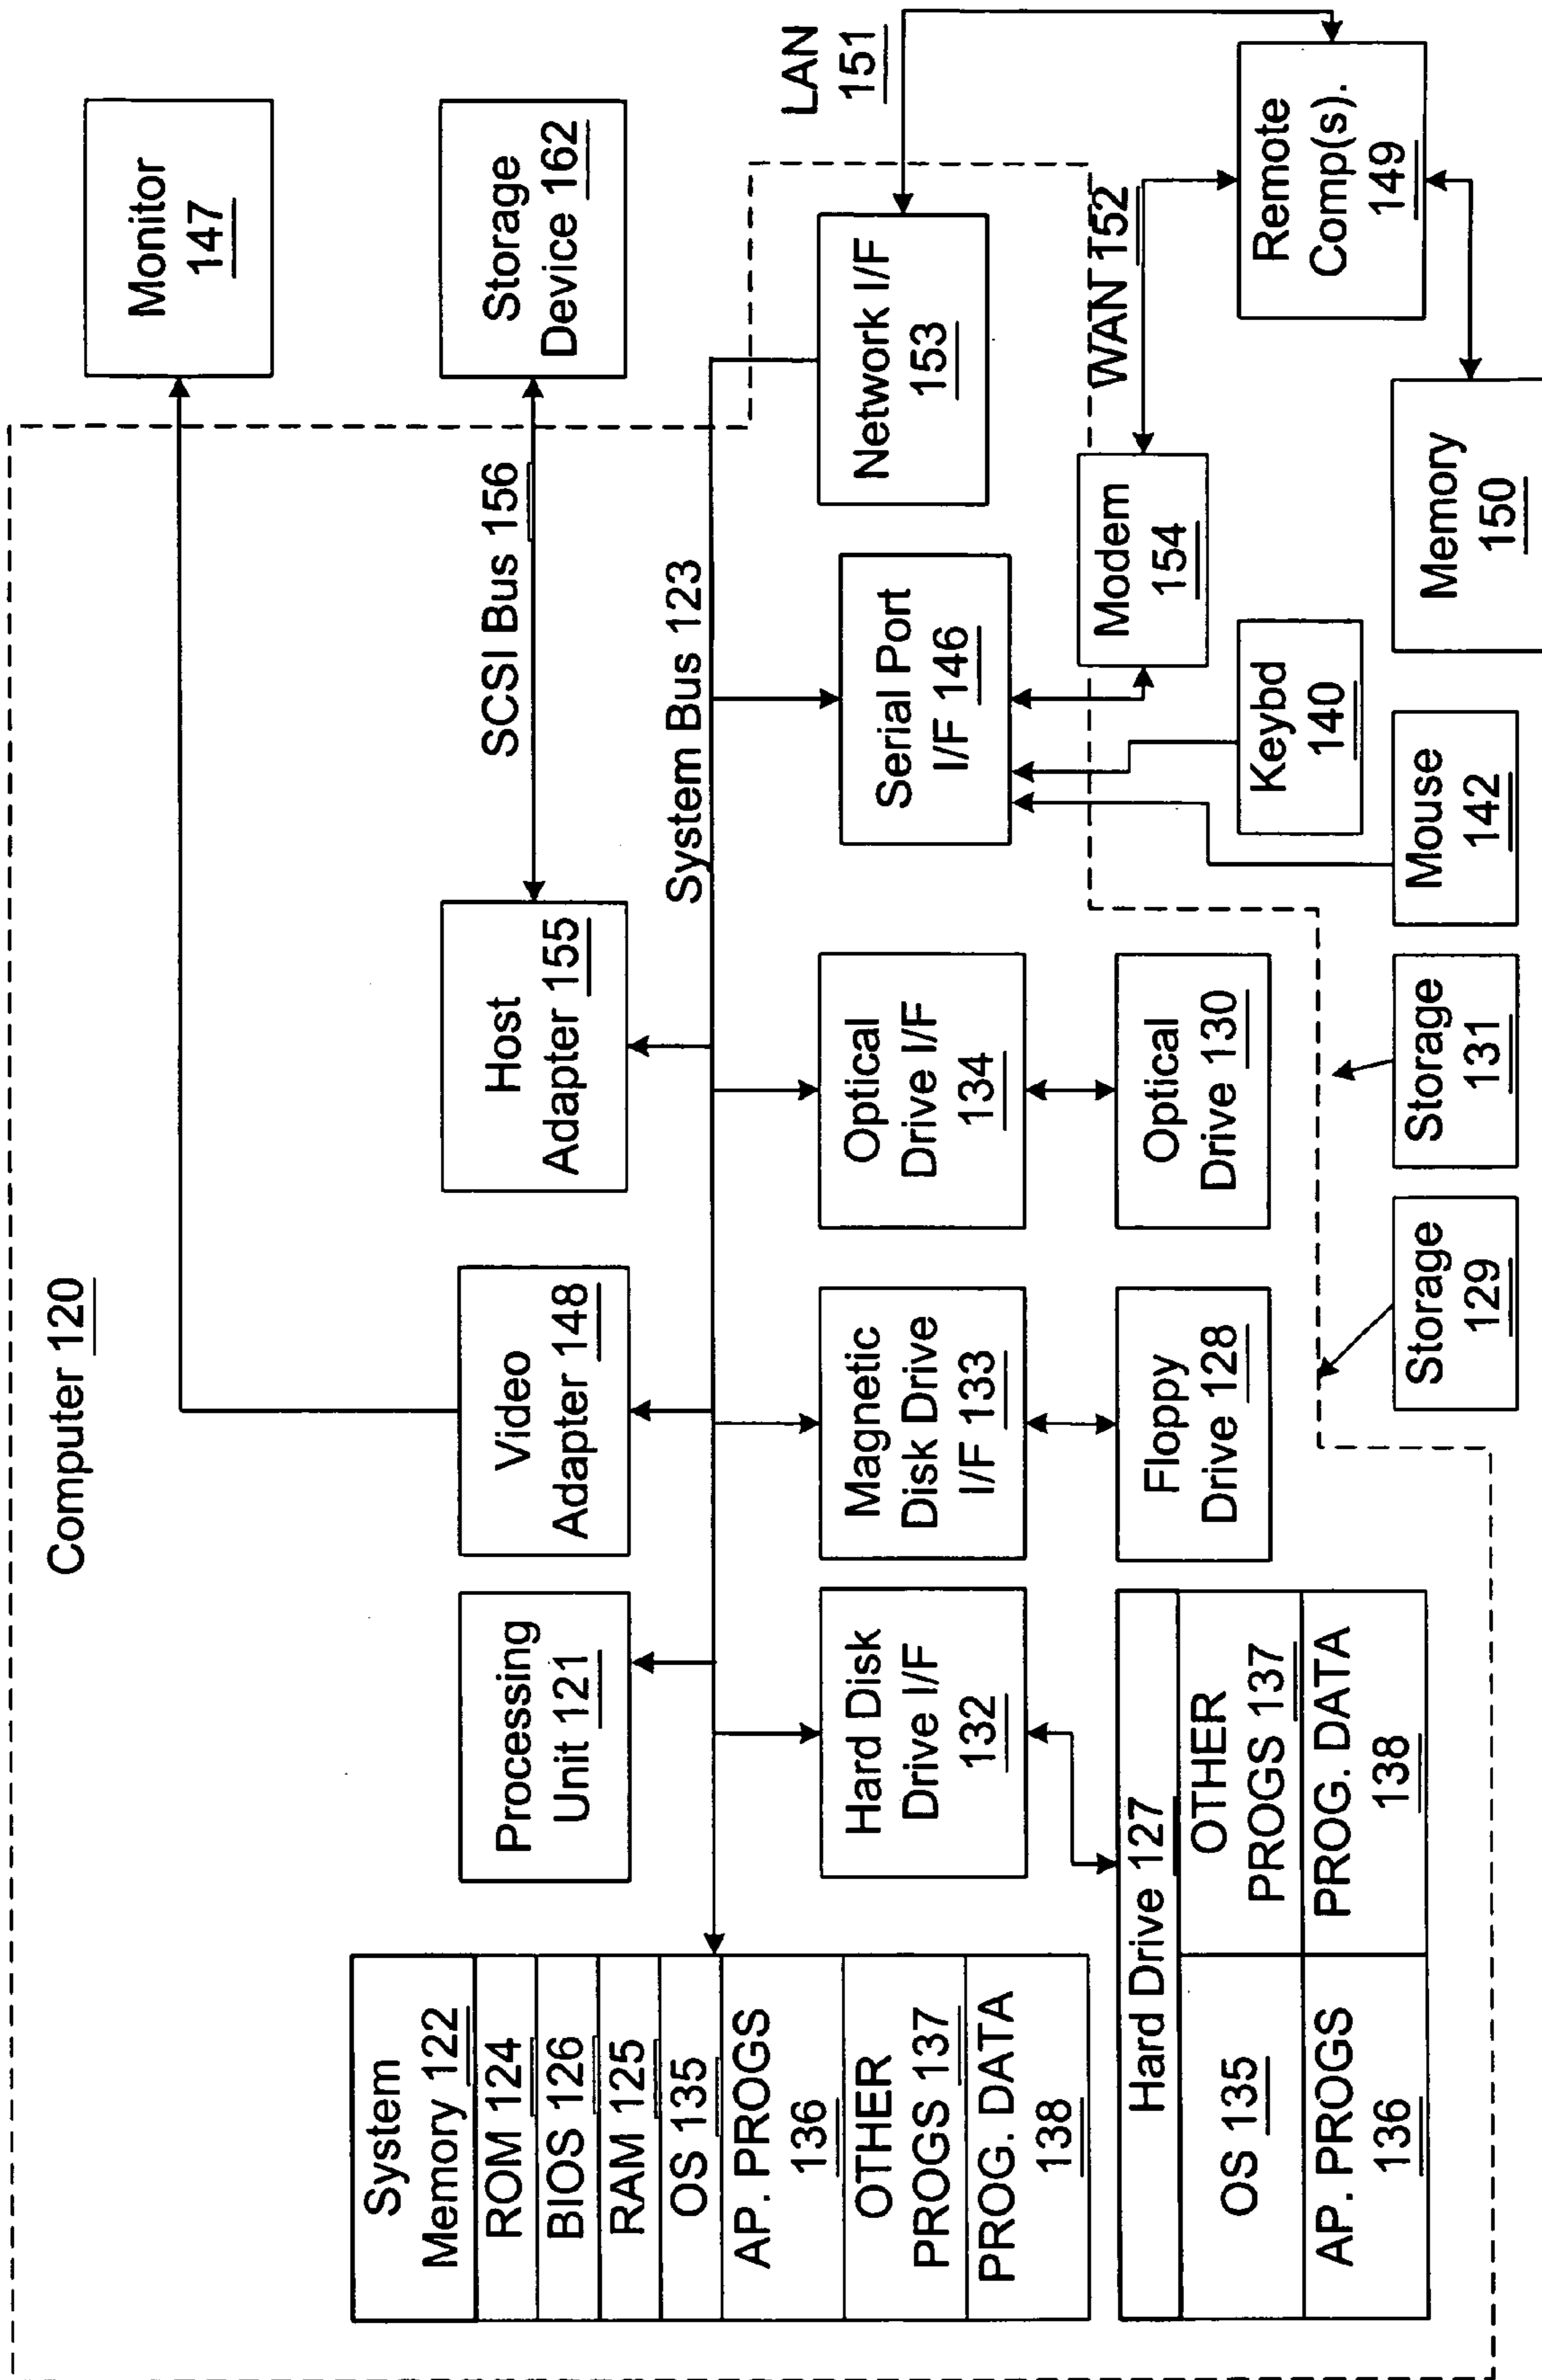 Computer 120
Monitor
147
System
Memory 122
ROM 124
BIOS 126
RAM 125
OS 135
AP. PROGS
136
OTHER
PROGS 137
PROG. DATA
138
Processing
Unit 121
Video
Adapter 148
Host
Adapter 155
SCSI Bus 156
Storage
Device 162
System Bus 123
Hard Disk
Drive I/F
132
Magnetic
Disk Drive
I/F 133
Optical
Drive I/F
134
Serial Port
I/F 146
Network I/F
153
LAN
151
Hard Drive 127
OS 135
OTHER
PROGS 137
AP. PROGS
136
PROG. DATA
138
Floppy
Drive 128
Optical
Drive 130
Modem
154
WAN 152
Remote
Comp(s).
149
Storage
129
Storage
131
Mouse
142
Keybd
140
Memory
150